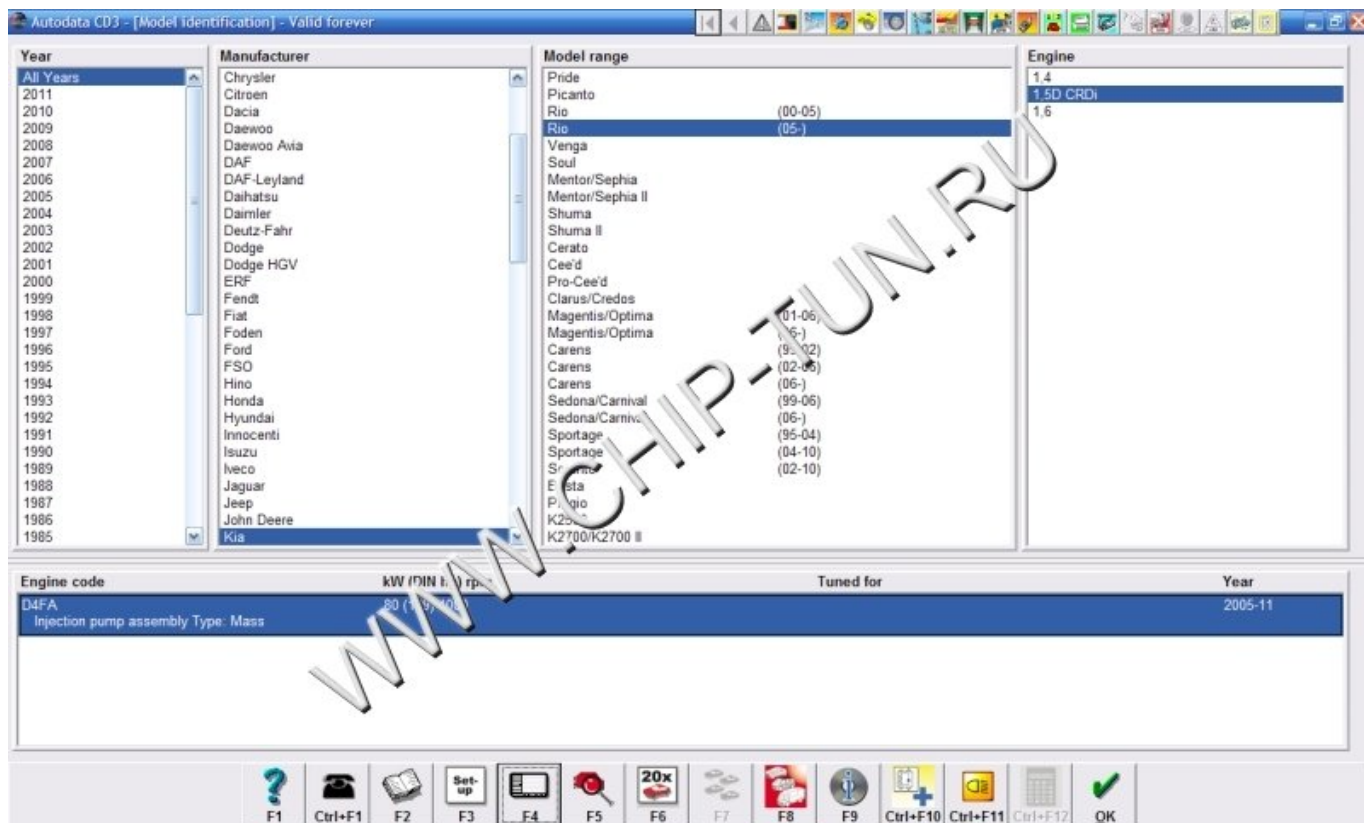 Autodata CD3 - [Model identification] - Valid forever
Year
All Years
2011
2010
2009
2008
2007
2006
2005
2004
2003
2002
2001
2000
1999
1998
1997
1996
1995
1994
1993
1992
1991
1990
1989
1988
1987
1986
1985
Manufacturer
Chrysler
Citroen
Dacia
Daewoo
Daewoo Avia
DAF
DAF-Leyland
Daihatsu
Daimler
Deutz-Fahr
Dodge
Dodge HGV
ERF
Fendt
Fiat
Foden
Ford
FSO
Hino
Honda
Hyundai
Innocenti
Isuzu
Iveco
Jaguar
Jeep
John Deere
Kia
Model range
Pride
Picanto
Rio (00-05)
Rio (05-)
Venga
Soul
Mentor/Sephia
Mentor/Sephia II
Shuma
Shuma II
Cerato
Cee'd
Pro-Cee'd
Clarus/Credos
Magentis/Optima
Magentis/Optima
Carens
Carens (02-06)
Carens (06-)
Sedona/Carnival (99-06)
Sedona/Carnival (06-)
Sportage (95-04)
Sportage (04-10)
(02-10)
K2700/K2700 II
Engine
1,4
1,5D CRDi
1,6
Engine code kW (DIN Tuned for Year
D4FA 80 2005-11
Injection pump assembly Type: Mass
WWW.CHIP-TUN.RU
Set-up
20x
F1 Ctrl+F1 F2 F3 F4 F5 F6 F7 F8 F9 Ctrl+F10 Ctrl+F11 Ctrl+F12 OK